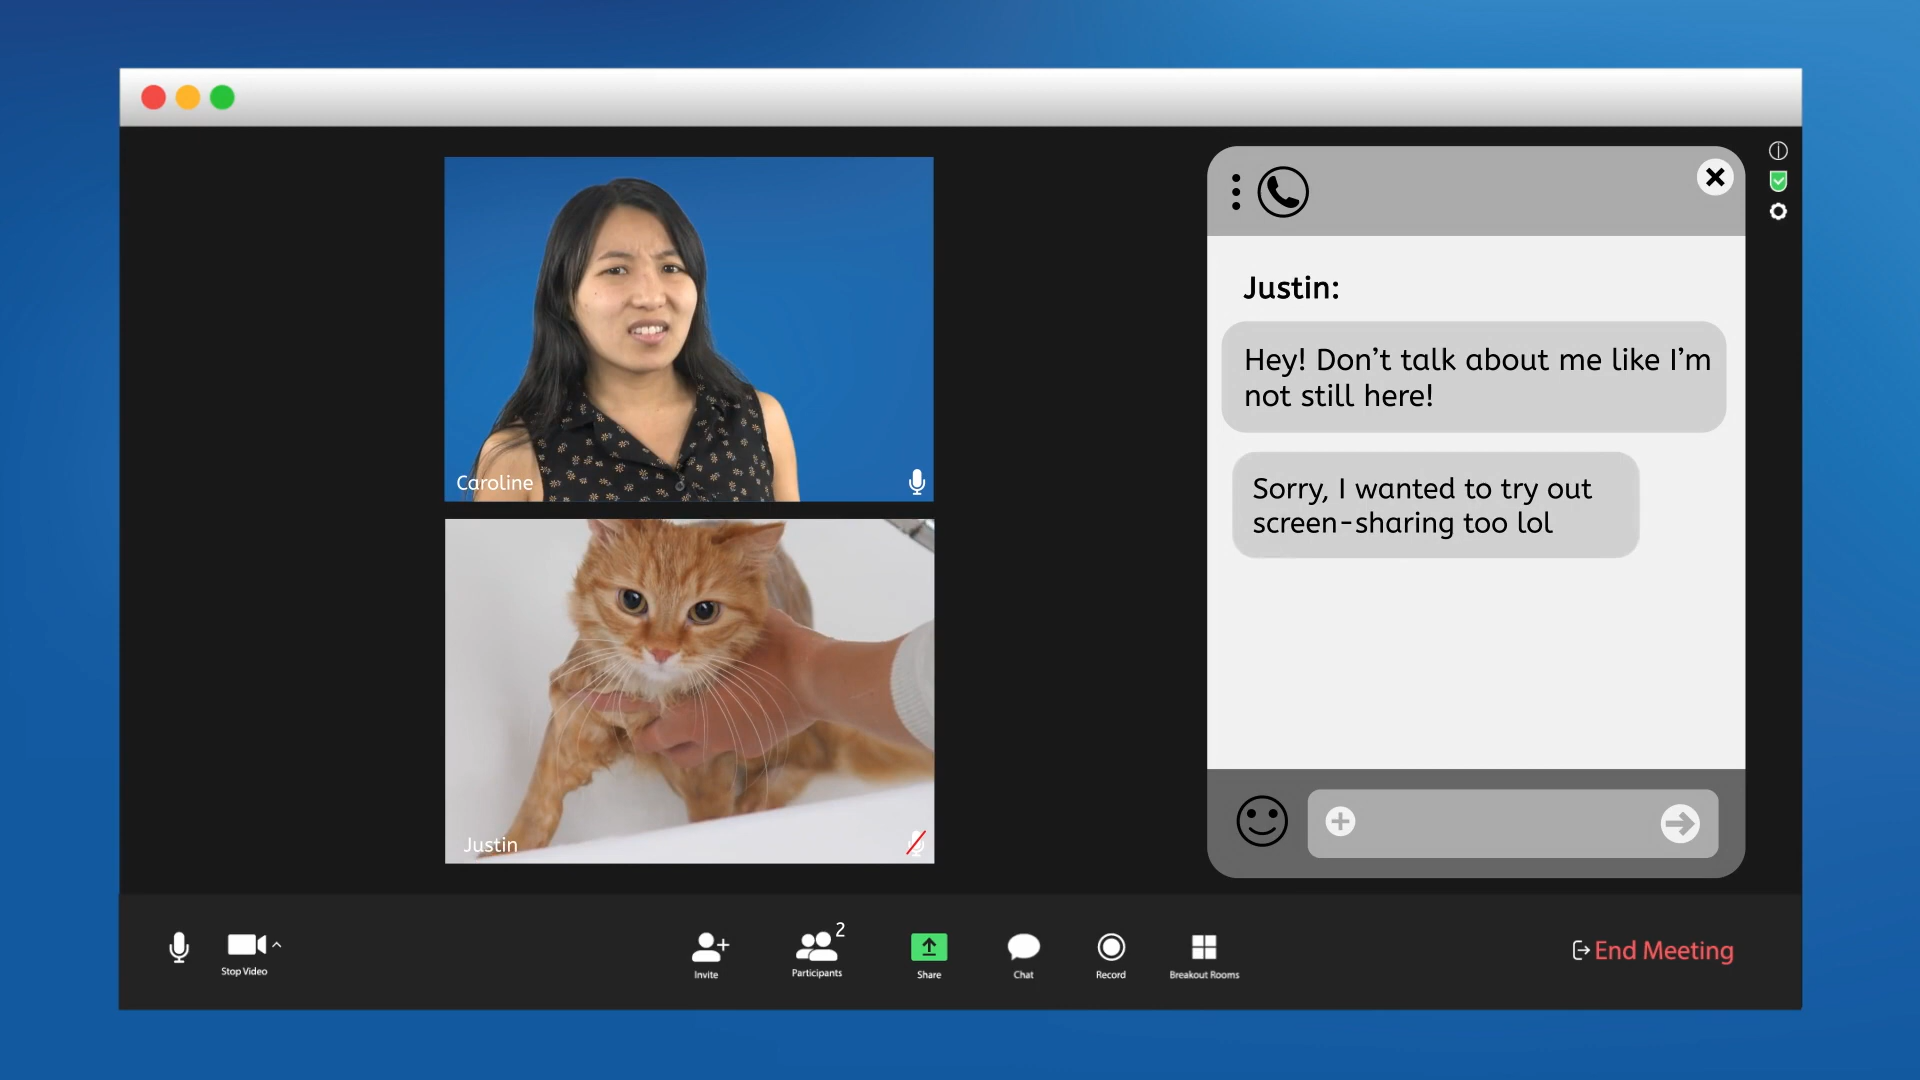 Caroline
Justin
Justin:
Hey! Don’t talk about me like I’m
not still here!
Sorry, I wanted to try out
screen-sharing too lol
Stop Video
Invite
2
Participants
Share
Chat
Record
Breakout Rooms
End Meeting